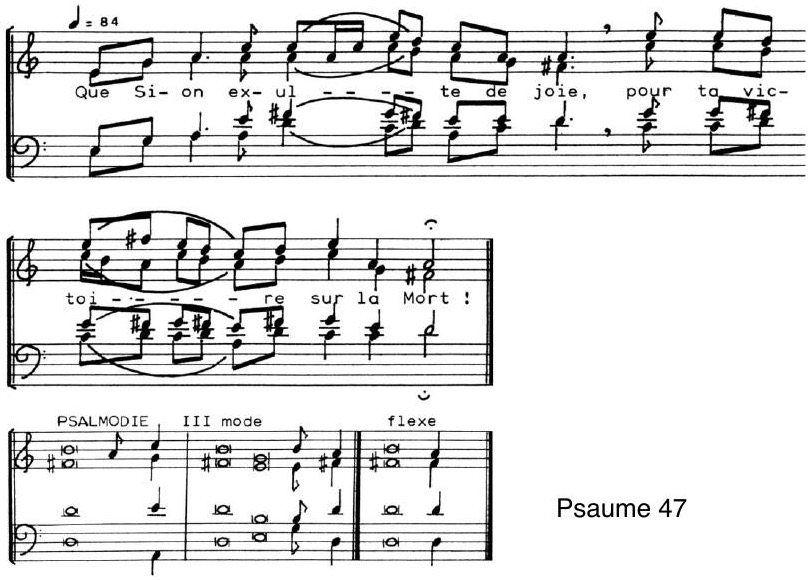 ♩ = 84
Que Si- on ex- ul - - - - te de joie, pour ta vic-
toi - - - - - re sur la Mort !
PSALMODIE III mode flexe
Psaume 47